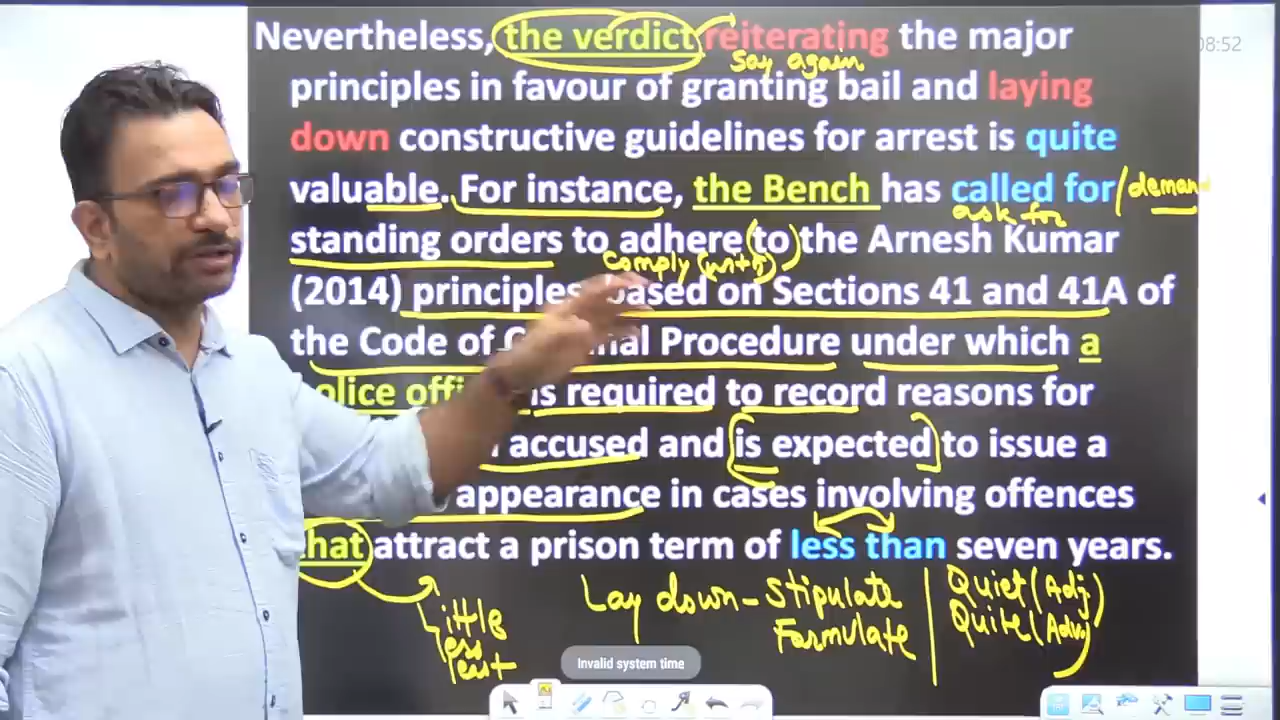 Nevertheless, the verdict reiterating the major
say again
principles in favour of granting bail and laying
down constructive guidelines for arrest is quite
valuable. For instance, the Bench has called for / deman
ask for
standing orders to adhere (to) the Arnesh Kumar
comply (with)
(2014) principles based on Sections 41 and 41A of
the Code of Procedure under which a
is required to record reasons for
accused and [is expected] to issue a
appearance in cases involving offences
that attract a prison term of less than seven years.
Lay down - Stipulate
Formulate
Quiet (Adj)
Quite (Adv)
little
less
least
Invalid system time
08:52